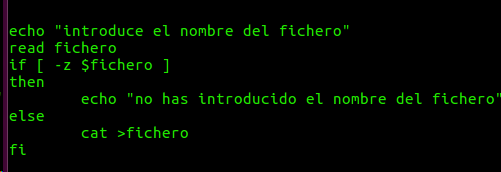 echo "introduce el nombre del fichero"
read fichero
if [ -z $fichero ]
then
        echo "no has introducido el nombre del fichero"
else
        cat >fichero
fi